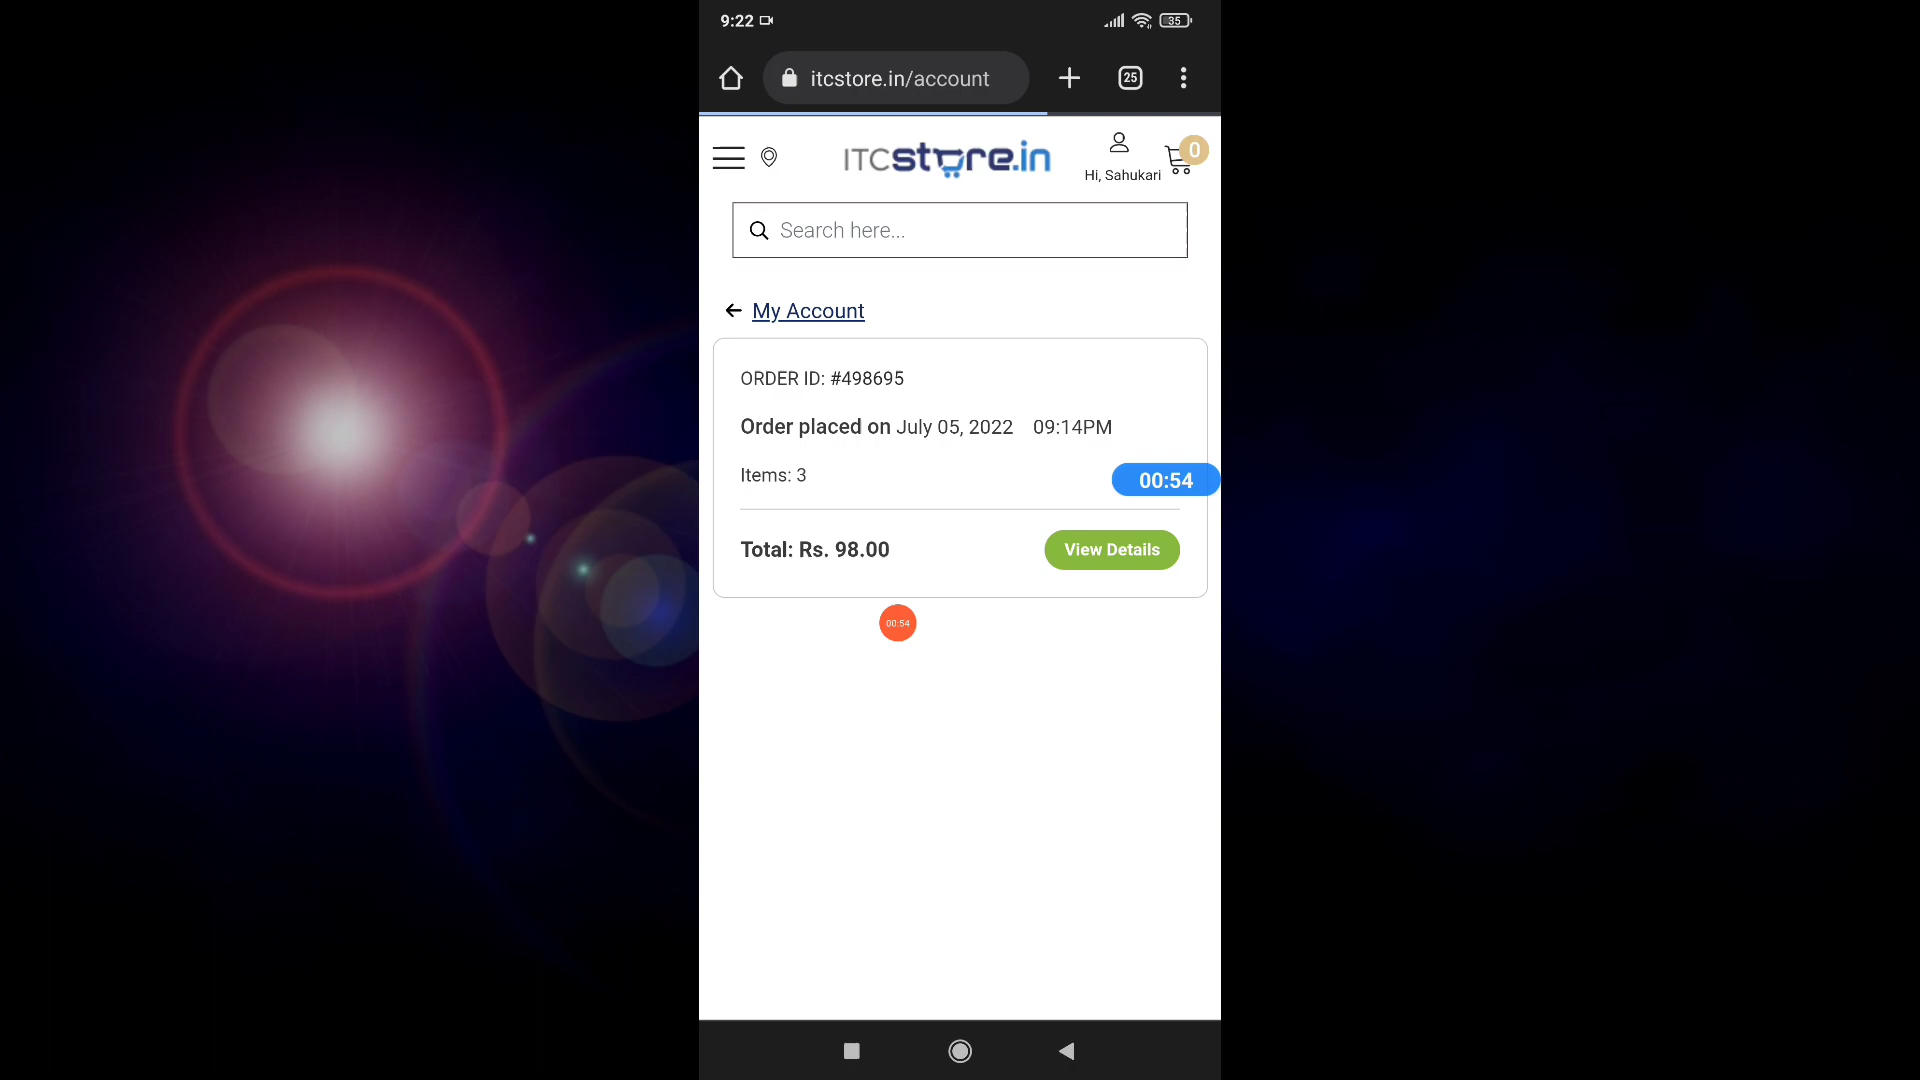 9:22
35
itcstore.in/account
25
ITCstore.in
0
Hi, Sahukari
Search here...
My Account
ORDER ID: #498695
Order placed on July 05, 2022 09:14PM
Items: 3
00:54
Total: Rs. 98.00
View Details
00:54